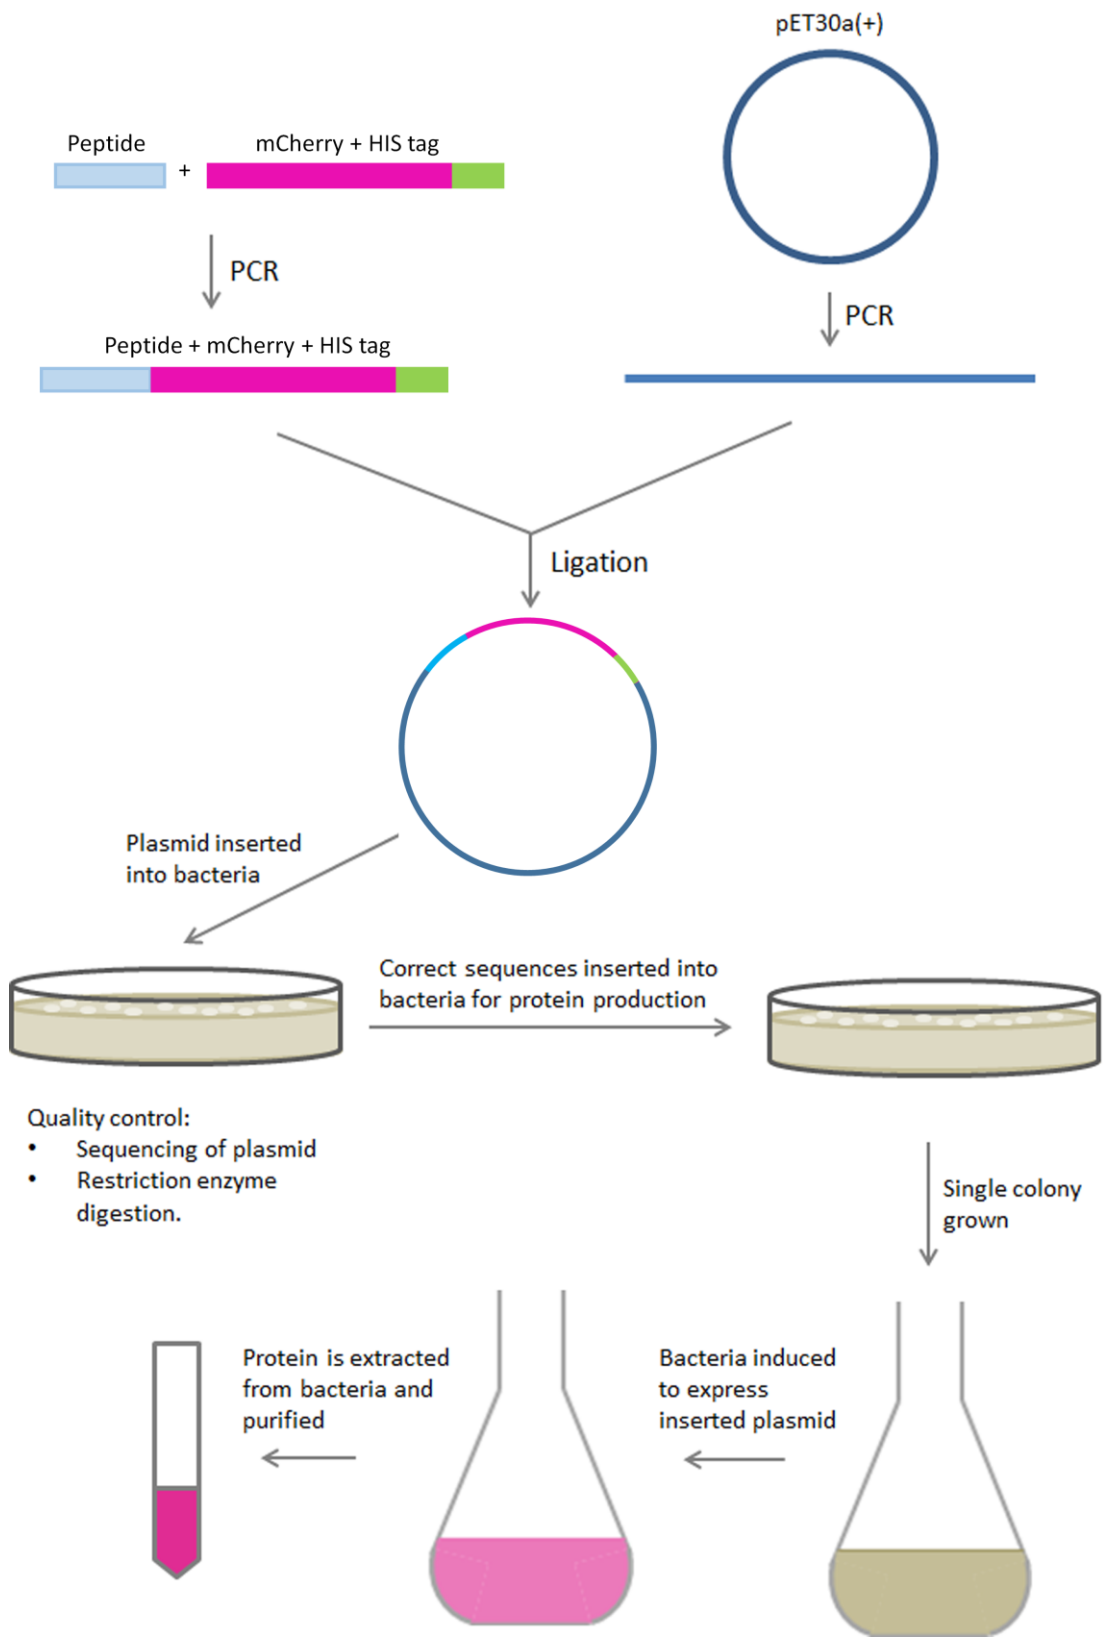 pET30a(+)
Peptide
+
mCherry + HIS tag
PCR
PCR
Peptide + mCherry + HIS tag
Ligation
Plasmid inserted
into bacteria
Correct sequences inserted into
bacteria for protein production
Quality control:
• Sequencing of plasmid
• Restriction enzyme
digestion.
Single colony
grown
Bacteria induced
to express
inserted plasmid
Protein is extracted
from bacteria and
purified